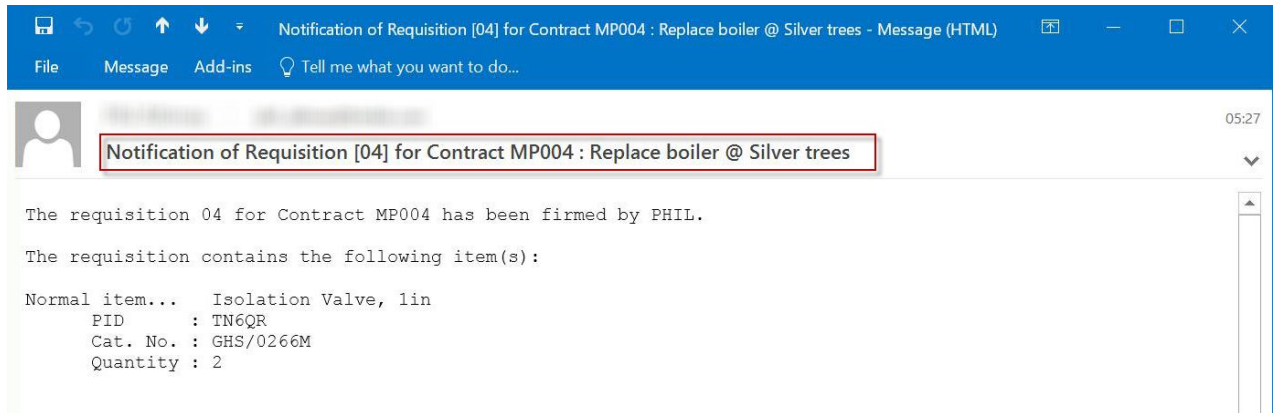 Notification of Requisition [04] for Contract MP004 : Replace boiler @ Silver trees - Message (HTML)
File Message Add-ins Tell me what you want to do...
05:27
Notification of Requisition [04] for Contract MP004 : Replace boiler @ Silver trees
The requisition 04 for Contract MP004 has been firmed by PHIL.
The requisition contains the following item(s):
Normal item... Isolation Valve, 1in
PID : TN6QR
Cat. No. : GHS/0266M
Quantity : 2